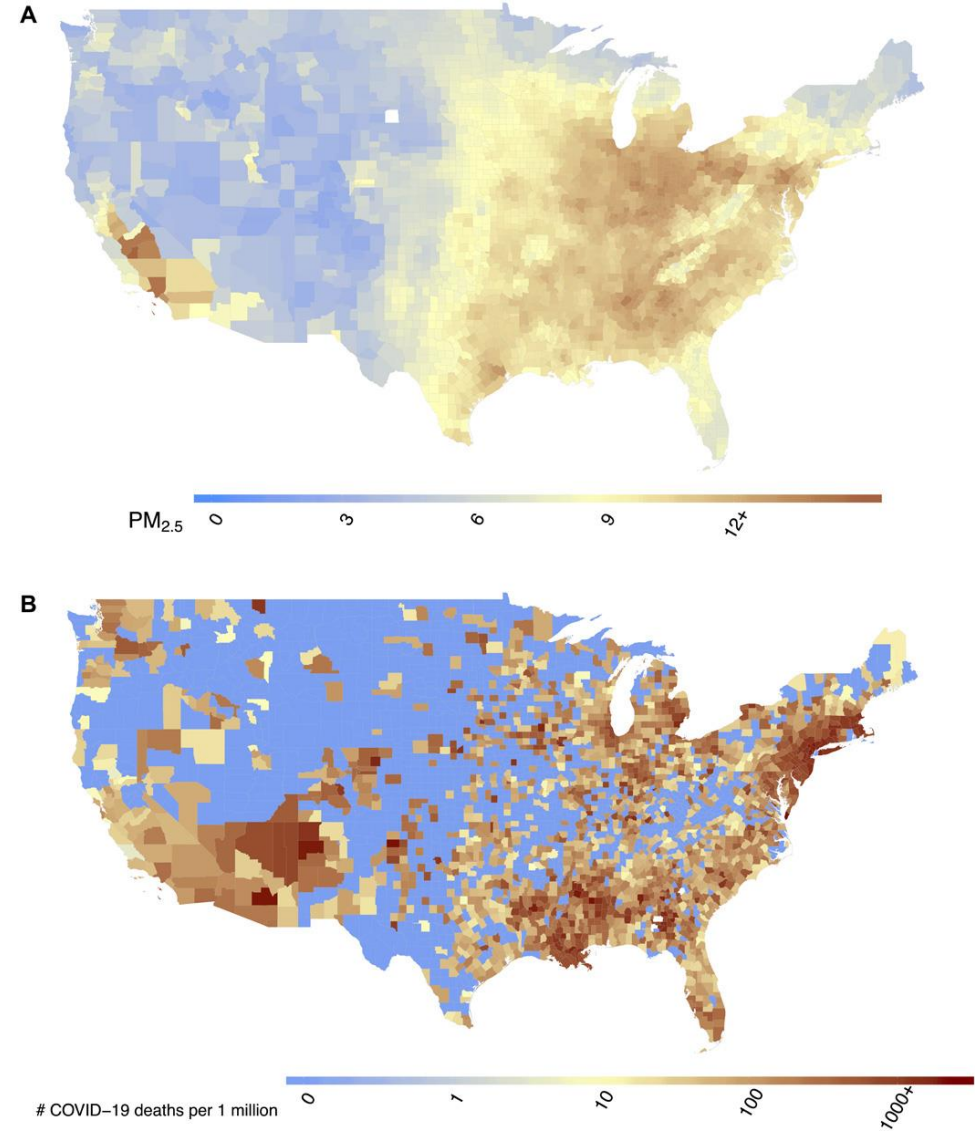 A
PM2.5
0 3 6 9 12+
B
# COVID−19 deaths per 1 million
0 1 10 100 1000+